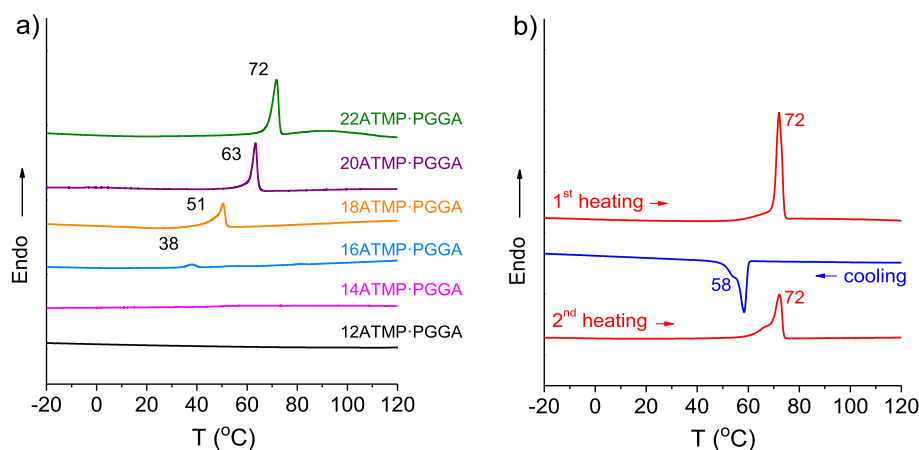 a)
72
22ATMP·PGGA
63
20ATMP·PGGA
51
18ATMP·PGGA
38
16ATMP·PGGA
14ATMP·PGGA
12ATMP·PGGA
Endo
-20 0 20 40 60 80 100 120
T (°C)
b)
72
1st heating
58
cooling
72
2nd heating
Endo
-20 0 20 40 60 80 100 120
T (°C)